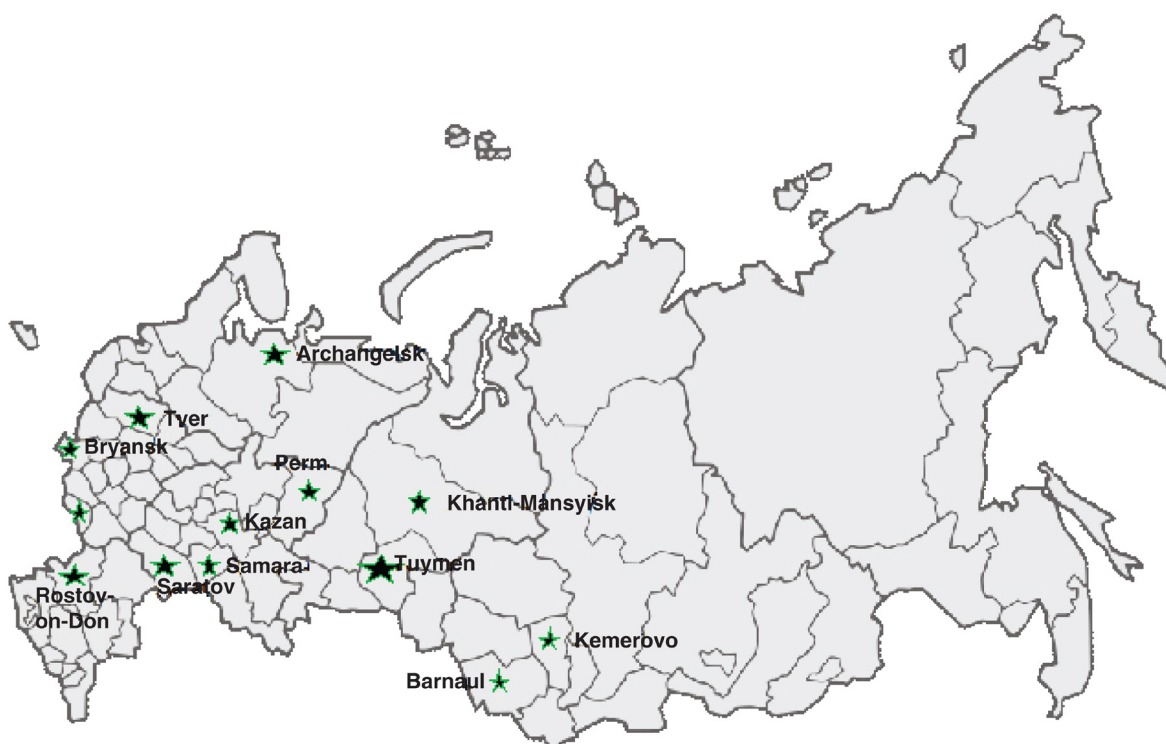 Archangelsk
Tver
Bryansk
Perm
Khanti-Mansyisk
Kazan
Samara
Tuymen
Saratov
Rostov-
on-Don
Kemerovo
Barnaul